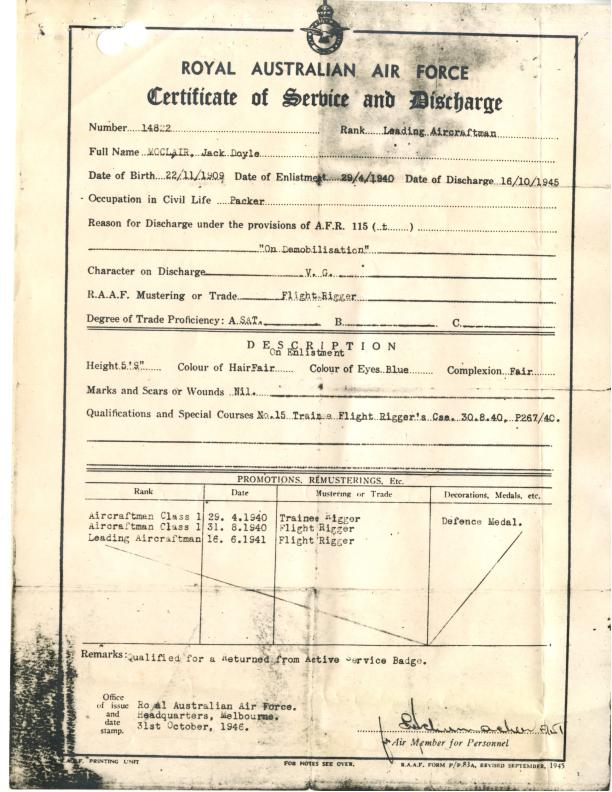 ROYAL AUSTRALIAN AIR FORCE
Certificate of Service and Discharge
Number 14822 Rank Leading Aircraftman
Full Name MCCLAIR, Jack Doyle
Date of Birth 22/11/1909 Date of Enlistment 29/4/1940 Date of Discharge 16/10/1945
Occupation in Civil Life Packer
Reason for Discharge under the provisions of A.F.R. 115 (t)
"On Demobilisation"
Character on Discharge V. G.
R.A.A.F. Mustering or Trade Flight Rigger
Degree of Trade Proficiency: A SAT. B. C.
DESCRIPTION
On Enlistment
Height 5'9" Colour of Hair Fair Colour of Eyes Blue Complexion Fair
Marks and Scars or Wounds Nil.
Qualifications and Special Courses No.15 Trainee Flight Rigger's Cse. 30.8.40. P267/40.
PROMOTIONS, REMUSTERINGS, Etc.
Rank Date Mustering or Trade Decorations, Medals, etc.
Aircraftman Class 1 29. 4.1940 Trainee Rigger Defence Medal.
Aircraftman Class 1 31. 8.1940 Flight Rigger
Leading Aircraftman 16. 6.1941 Flight Rigger
Remarks: Qualified for a Returned from Active Service Badge.
Office of issue and date stamp.
Royal Australian Air Force.
Headquarters, Melbourne.
31st October, 1946.
Air Member for Personnel
R.A.A.F. PRINTING UNIT FOR NOTES SEE OVER. R.A.A.F. FORM P/P.83A, REVISED SEPTEMBER, 1945